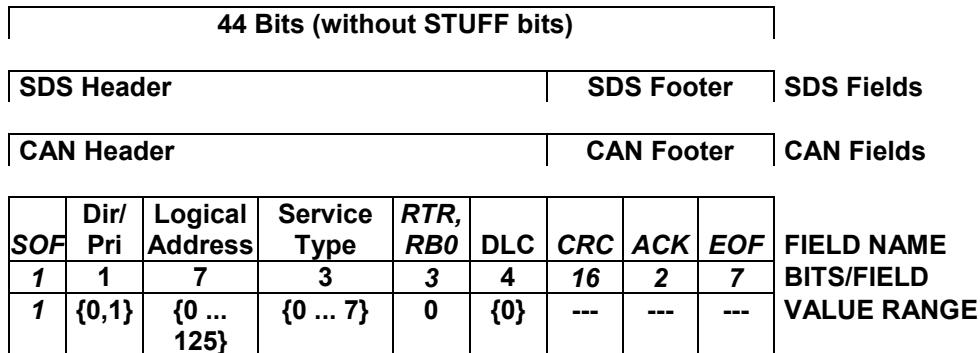 44 Bits (without STUFF bits)
SDS Header SDS Footer SDS Fields
CAN Header CAN Footer CAN Fields
Dir/ Logical Service RTR,
SOF Pri Address Type RB0 DLC CRC ACK EOF FIELD NAME
1 1 7 3 3 4 16 2 7 BITS/FIELD
1 {0,1} {0 ... {0 ... 7} 0 {0} --- --- --- VALUE RANGE
125}